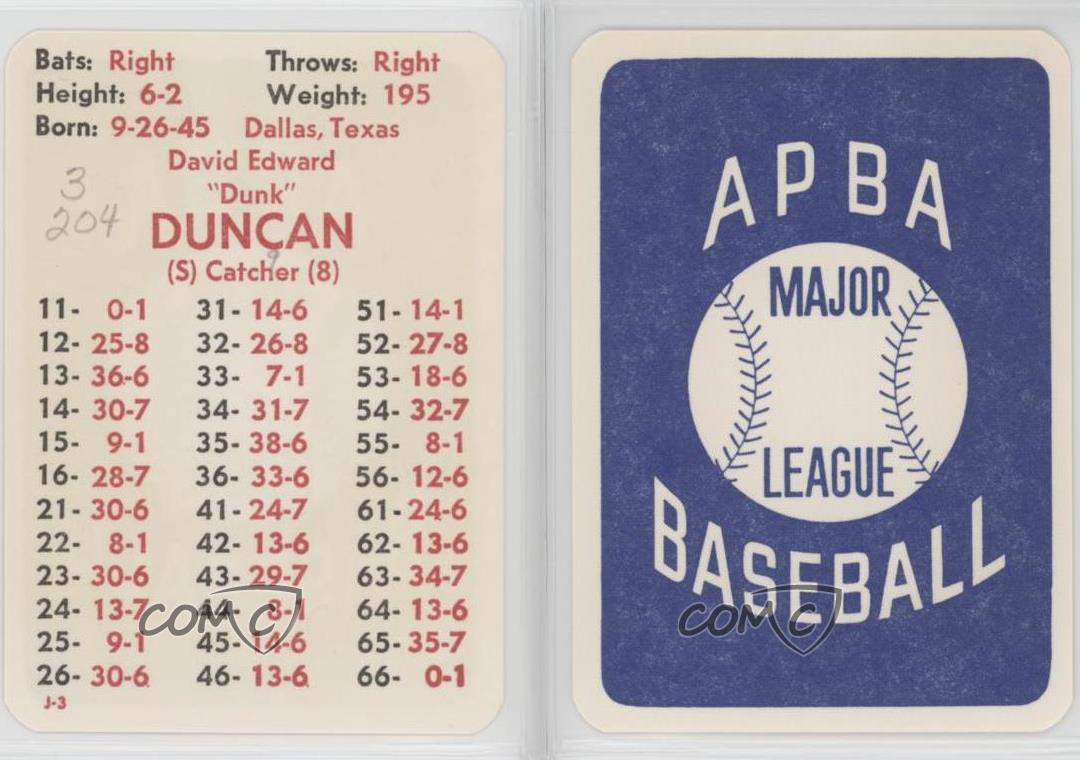 Bats: Right Throws: Right
Height: 6-2 Weight: 195
Born: 9-26-45 Dallas, Texas
David Edward
"Dunk"
3
204
DUNCAN
9
(S) Catcher (8)
11- 0-1 31- 14-6 51- 14-1
12- 25-8 32- 26-8 52- 27-8
13- 36-6 33- 7-1 53- 18-6
14- 30-7 34- 31-7 54- 32-7
15- 9-1 35- 38-6 55- 8-1
16- 28-7 36- 33-6 56- 12-6
21- 30-6 41- 24-7 61- 24-6
22- 8-1 42- 13-6 62- 13-6
23- 30-6 43- 29-7 63- 34-7
24- 13-7 44- 8-1 64- 13-6
25- 9-1 45- 14-6 65- 35-7
26- 30-6 46- 13-6 66- 0-1
J-3
COMC
APBA
MAJOR
LEAGUE
BASEBALL
COMC